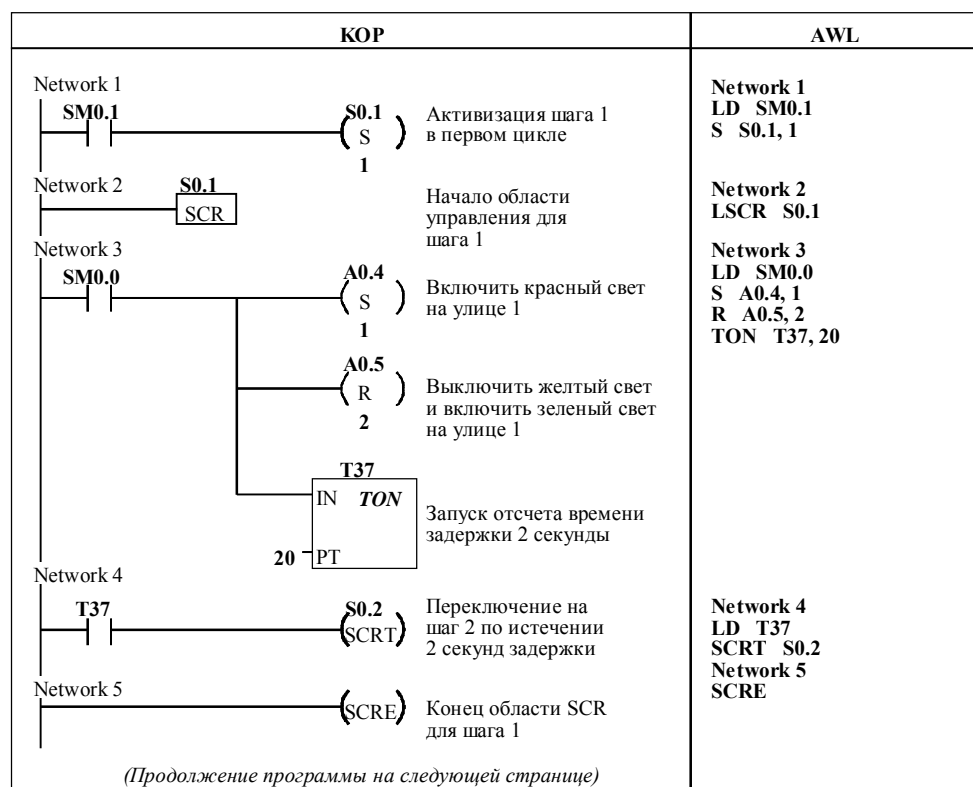 KOP
AWL
Network 1
SM0.1
S0.1
S
1
Активизация шага 1
в первом цикле
Network 1
LD SM0.1
S S0.1, 1
Network 2
S0.1
SCR
Начало области
управления для
шага 1
Network 2
LSCR S0.1
Network 3
SM0.0
A0.4
S
1
Включить красный свет
на улице 1
A0.5
R
2
Выключить желтый свет
и включить зеленый свет
на улице 1
T37
IN TON
20 PT
Запуск отсчета времени
задержки 2 секунды
Network 3
LD SM0.0
S A0.4, 1
R A0.5, 2
TON T37, 20
Network 4
T37
S0.2
SCRT
Переключение на
шаг 2 по истечении
2 секунд задержки
Network 4
LD T37
SCRT S0.2
Network 5
SCRE
Конец области SCR
для шага 1
Network 5
SCRE
(Продолжение программы на следующей странице)